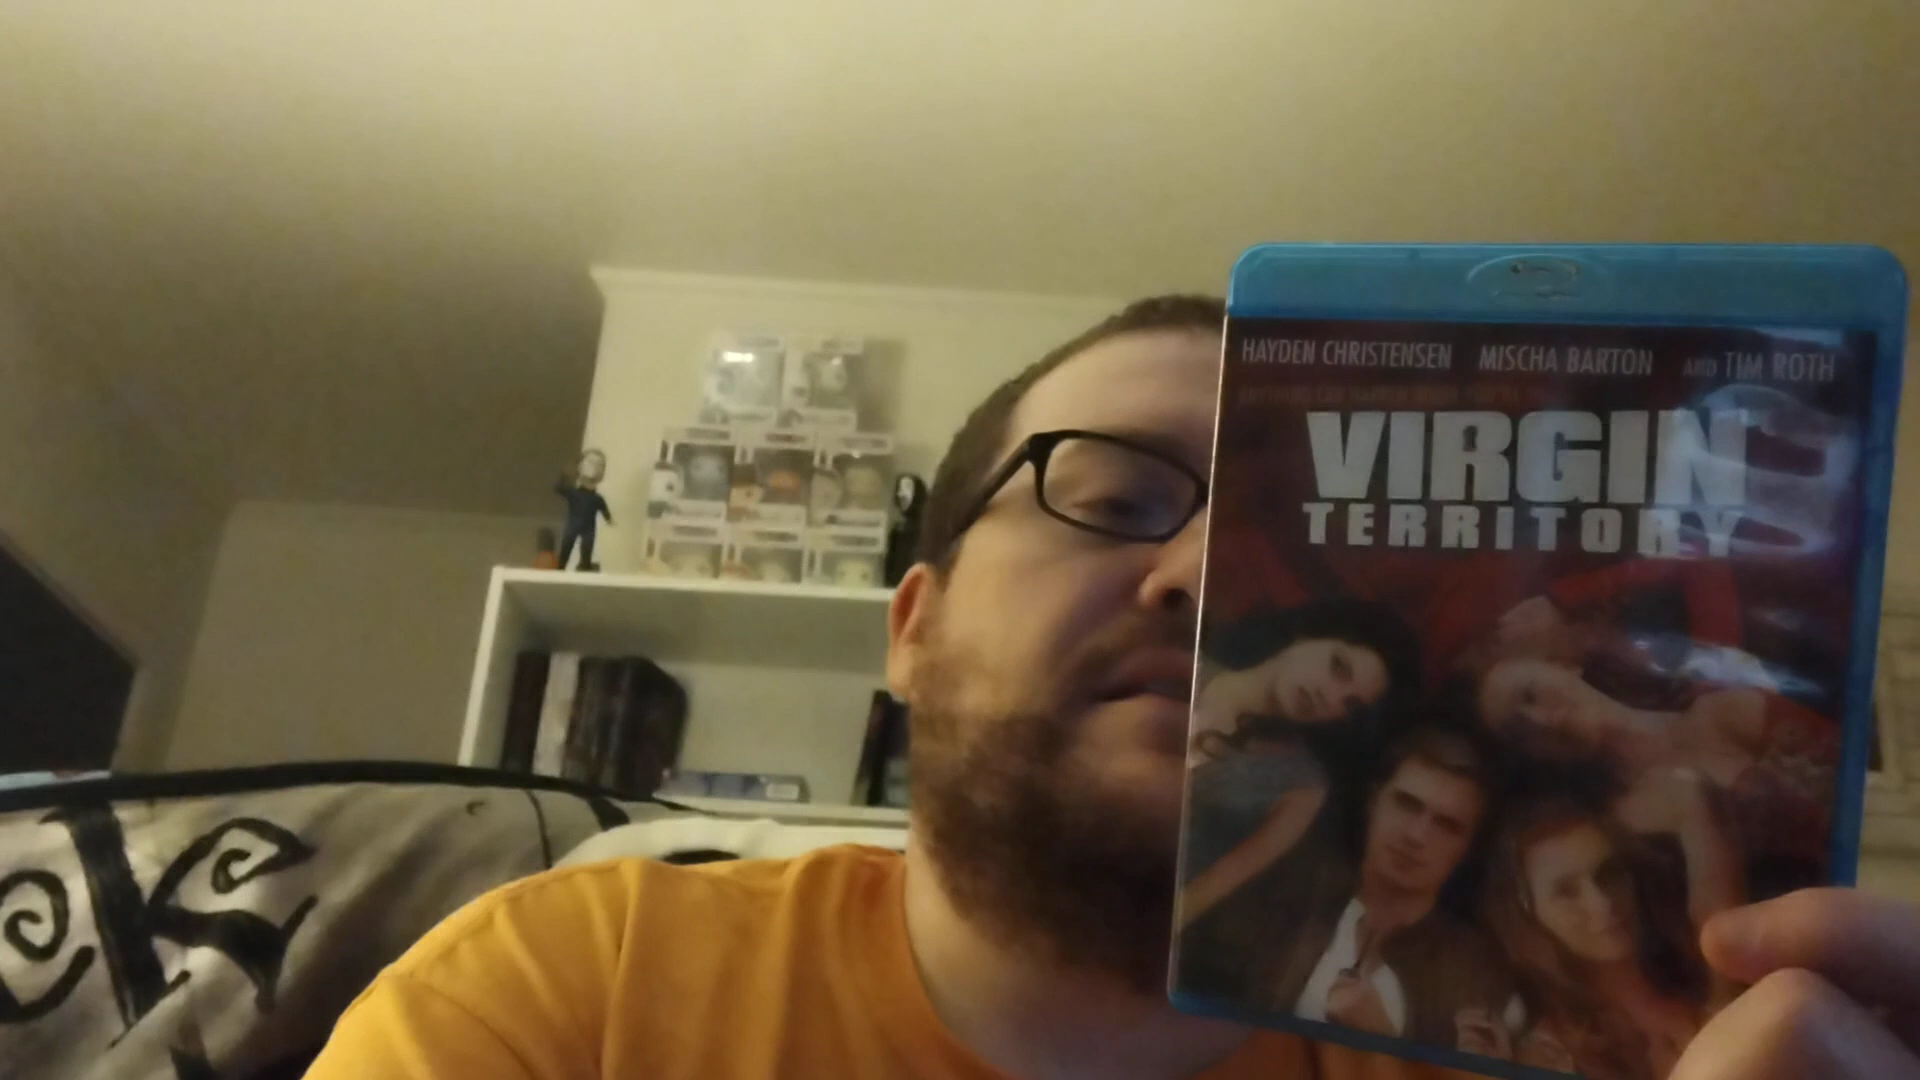 HAYDEN CHRISTENSEN MISCHA BARTON AND TIM ROTH
VIRGIN
TERRITORY